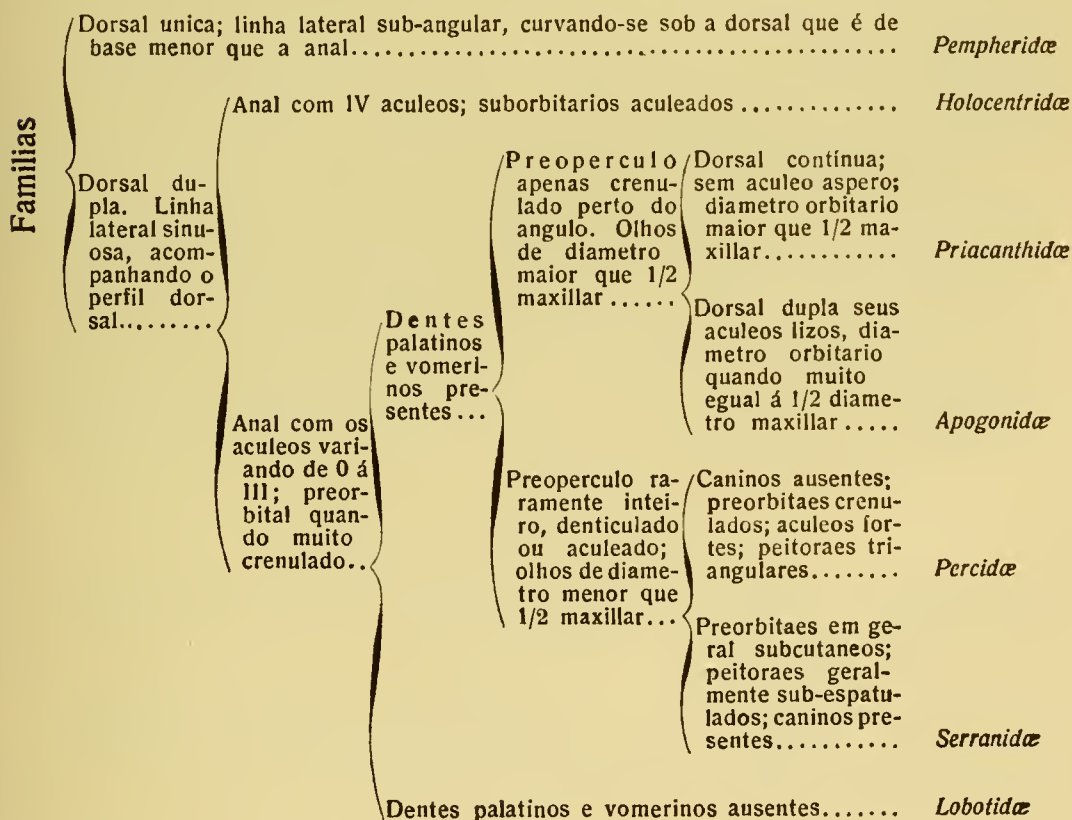 Familias
Dorsal unica; linha lateral sub-angular, curvando-se sob a dorsal que é de
base menor que a anal................................................ Pempheridæ
Dorsal du-
pla. Linha
lateral sinu-
osa, acom-
panhando o
perfil dor-
sal.........
Anal com IV aculeos; suborbitarios aculeados .............. Holocentridæ
Anal com os
aculeos vari-
ando de 0 á
III; preor-
bital quan-
do muito
crenulado..
Dentes
palatinos
e vomeri-
nos pre-
sentes...
Preoperculo
apenas crenu-
lado perto do
angulo. Olhos
de diametro
maior que 1/2
maxillar ......
Dorsal contínua;
sem aculeo aspero;
diametro orbitario
maior que 1/2 ma-
xillar............ Priacanthidæ
Dorsal dupla seus
aculeos lizos, dia-
metro orbitario
quando muito
egual á 1/2 diame-
tro maxillar ..... Apogonidæ
Preoperculo ra-
ramente intei-
ro, denticulado
ou aculeado;
olhos de diame-
tro menor que
1/2 maxillar...
Caninos ausentes;
preorbitaes crenu-
lados; aculeos for-
tes; peitoraes tri-
angulares........ Percidæ
Preorbitaes em ge-
ral subcutaneos;
peitoraes geral-
mente sub-espatu-
lados; caninos pre-
sentes........... Serranidæ
Dentes palatinos e vomerinos ausentes....... Lobotidæ